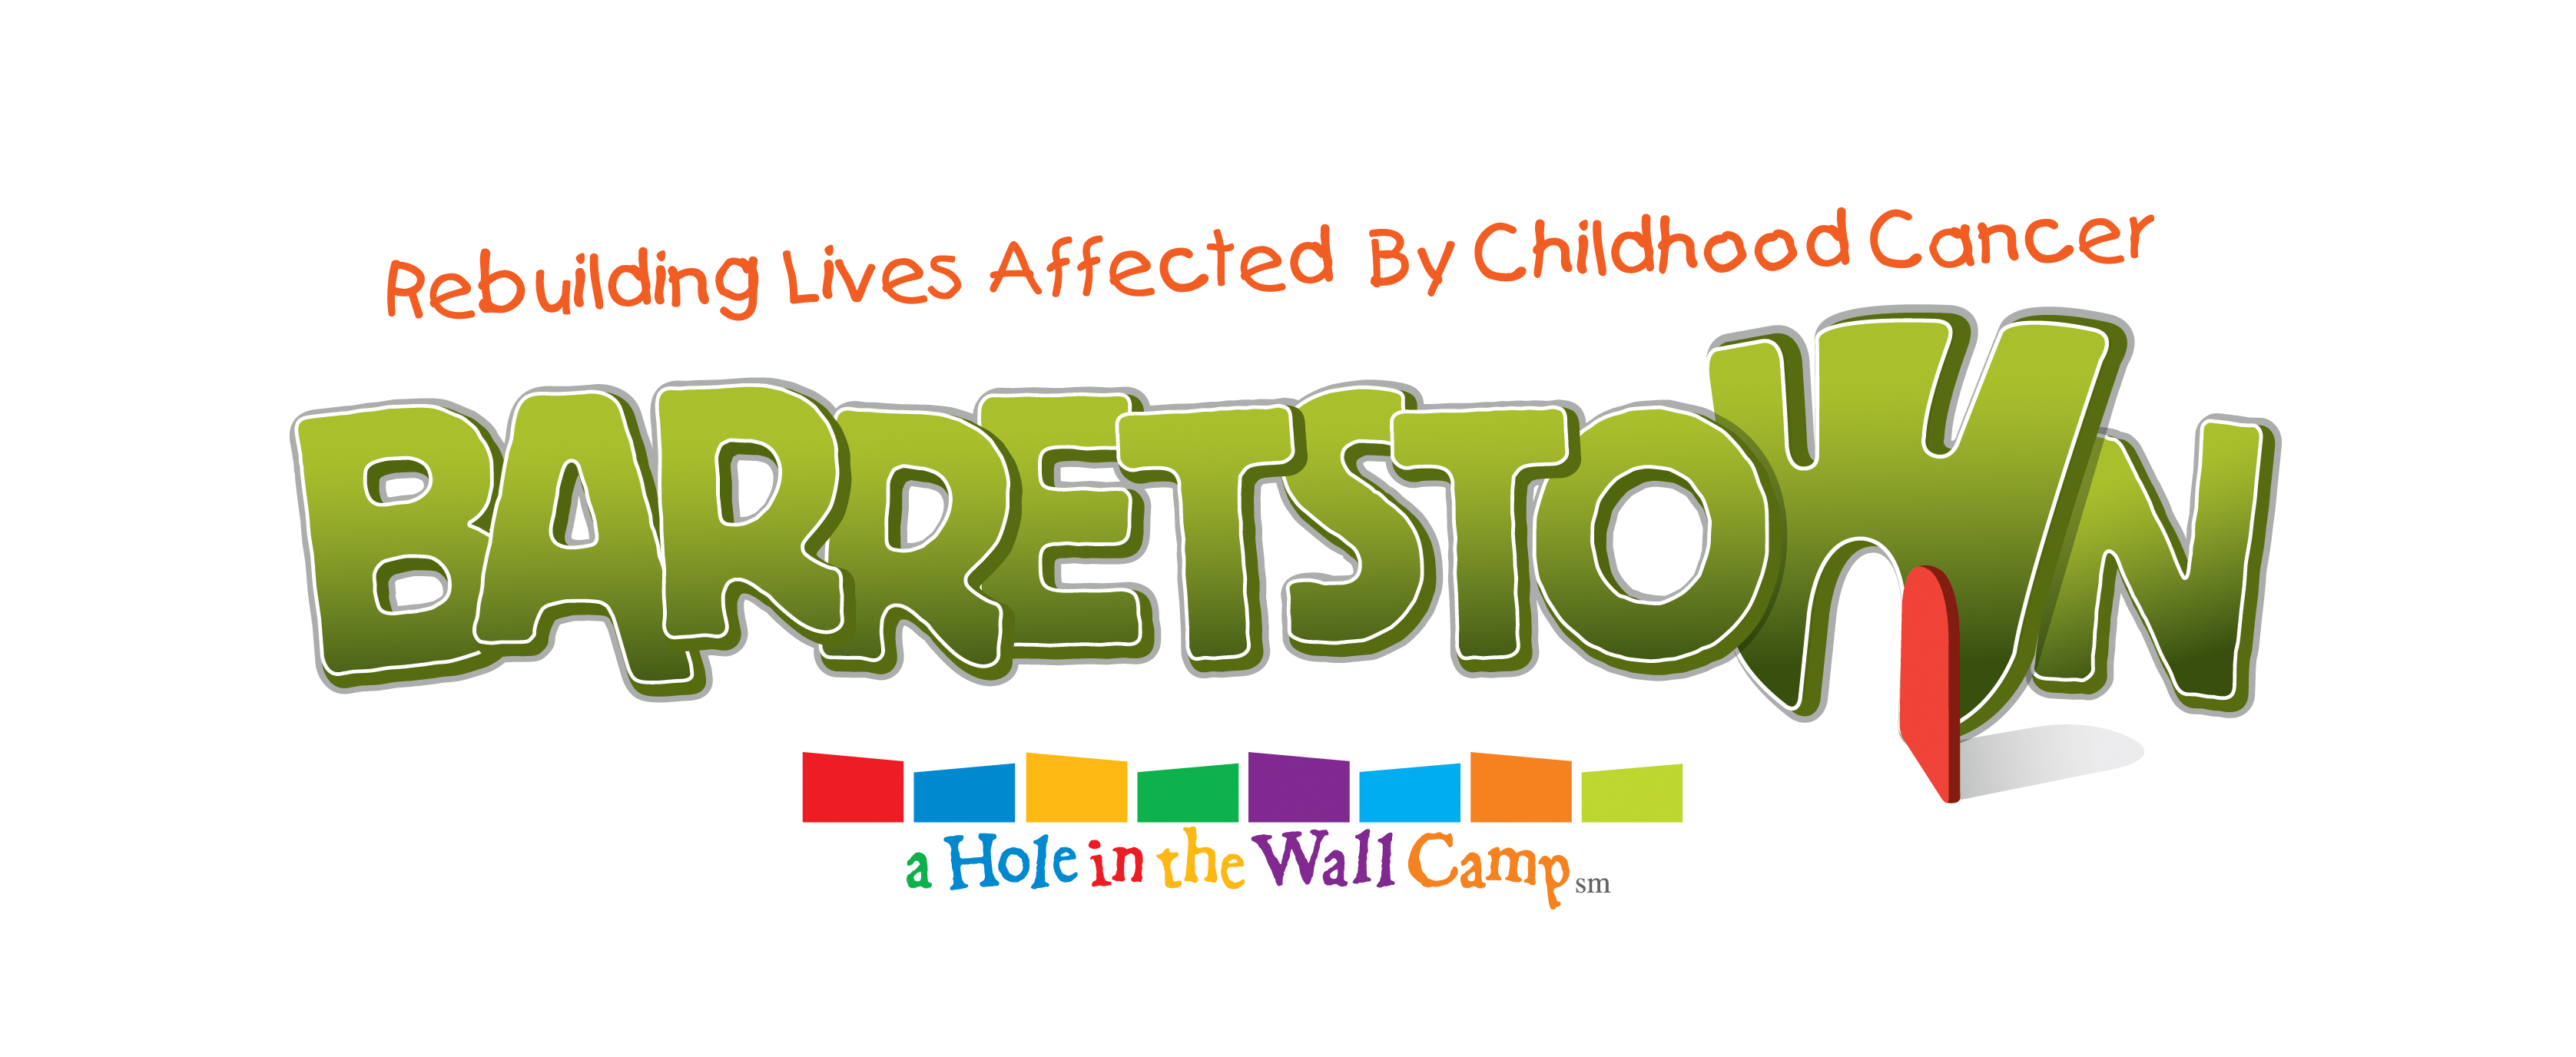 Rebuilding Lives Affected By Childhood Cancer
BARRETSTOWN
a Hole in the Wall Camp sm